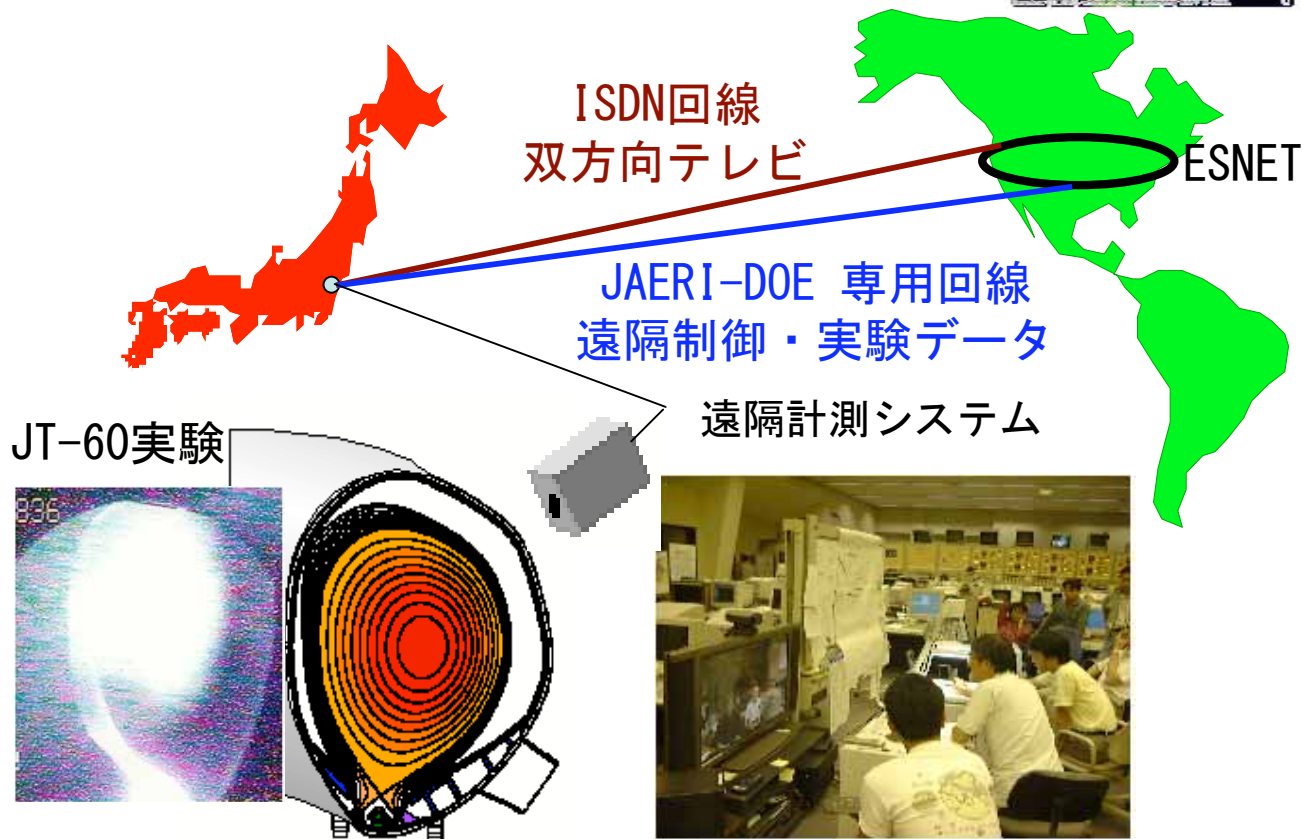 ISDN回線
双方向テレビ
ESNET
JAERI-DOE 専用回線
遠隔制御・実験データ
遠隔計測システム
JT-60実験
836